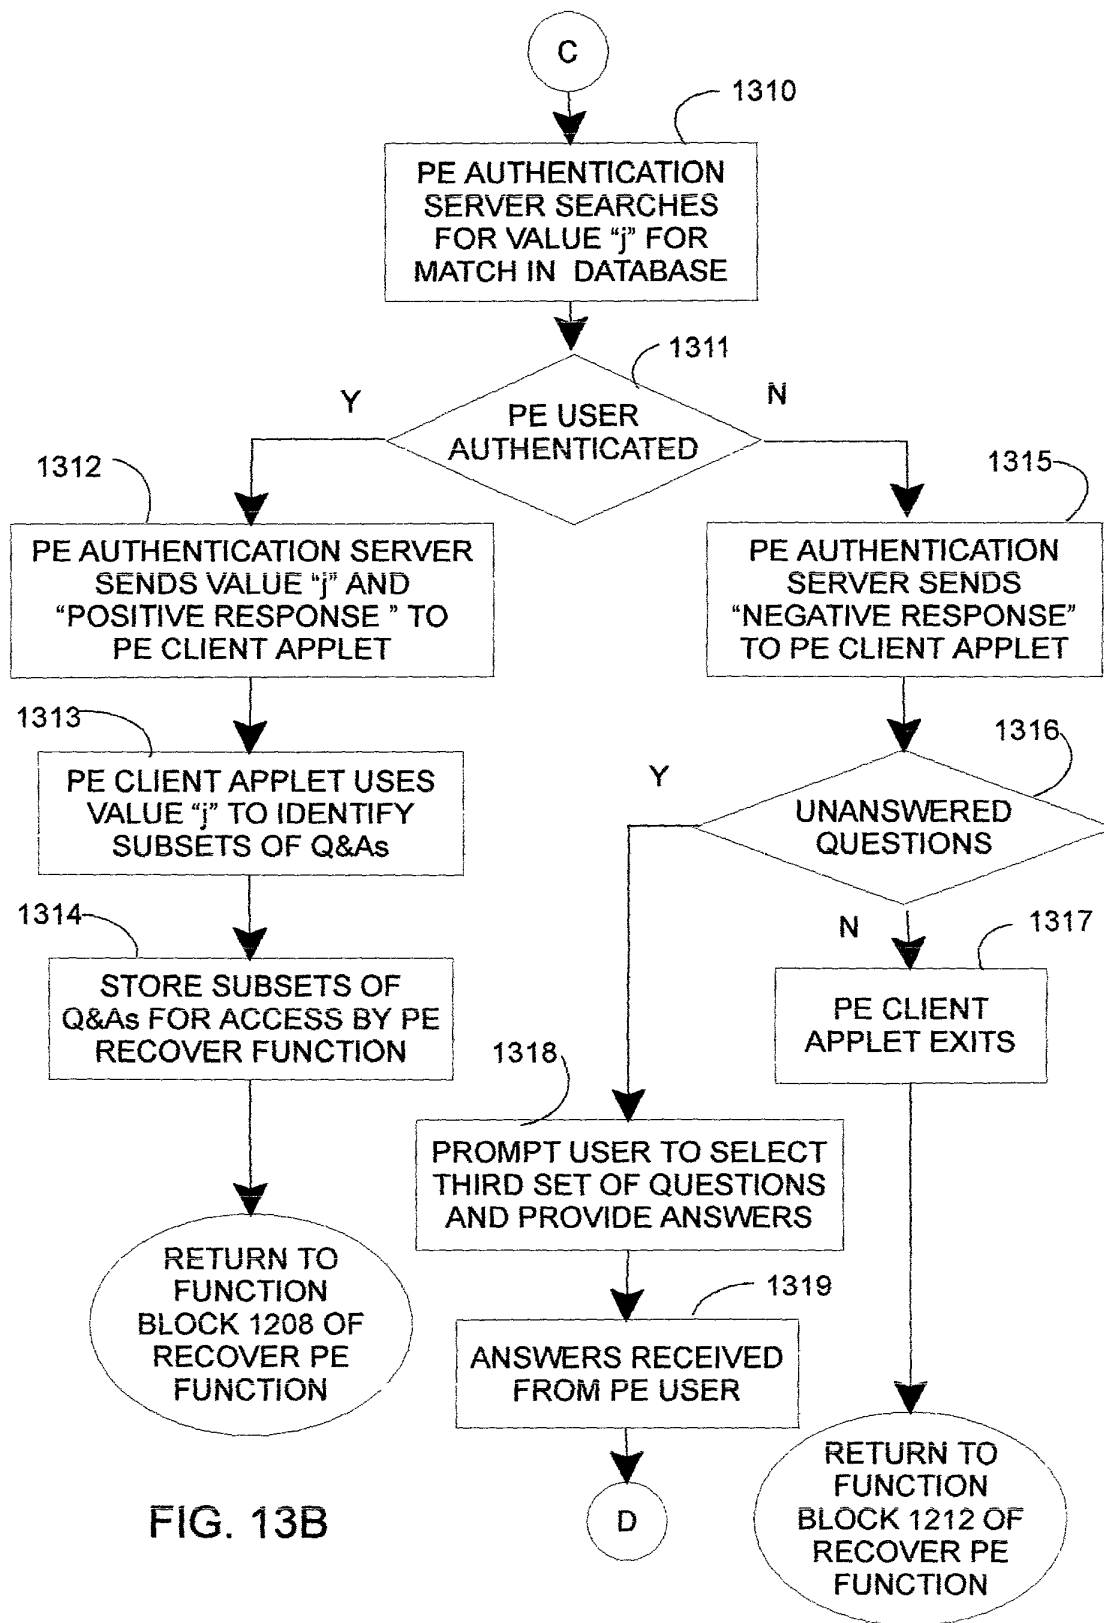 C
1310
PE AUTHENTICATION
SERVER SEARCHES
FOR VALUE “j” FOR
MATCH IN DATABASE
1311
Y
N
PE USER
AUTHENTICATED
1312
PE AUTHENTICATION SERVER
SENDS VALUE “j” AND
“POSITIVE RESPONSE ” TO
PE CLIENT APPLET
1315
PE AUTHENTICATION
SERVER SENDS
“NEGATIVE RESPONSE”
TO PE CLIENT APPLET
1313
PE CLIENT APPLET USES
VALUE “j” TO IDENTIFY
SUBSETS OF Q&As
1316
Y
UNANSWERED
QUESTIONS
N
1314
STORE SUBSETS OF
Q&As FOR ACCESS BY PE
RECOVER FUNCTION
1317
PE CLIENT
APPLET EXITS
1318
PROMPT USER TO SELECT
THIRD SET OF QUESTIONS
AND PROVIDE ANSWERS
RETURN TO
FUNCTION
BLOCK 1208 OF
RECOVER PE
FUNCTION
1319
ANSWERS RECEIVED
FROM PE USER
D
RETURN TO
FUNCTION
BLOCK 1212 OF
RECOVER PE
FUNCTION
FIG. 13B